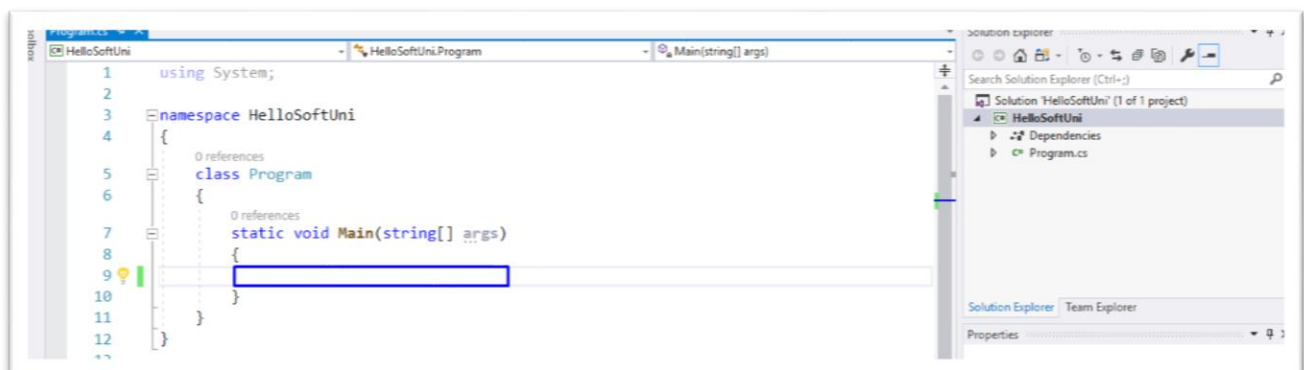 Program.cs
HelloSoftUni
HelloSoftUni.Program
Main(string[] args)
1 using System;
2
3 namespace HelloSoftUni
4 {
0 references
5 class Program
6 {
0 references
7 static void Main(string[] args)
8 {
9
10 }
11 }
12 }
Solution Explorer
Search Solution Explorer (Ctrl+;)
Solution 'HelloSoftUni' (1 of 1 project)
HelloSoftUni
Dependencies
Program.cs
Solution Explorer Team Explorer
Properties